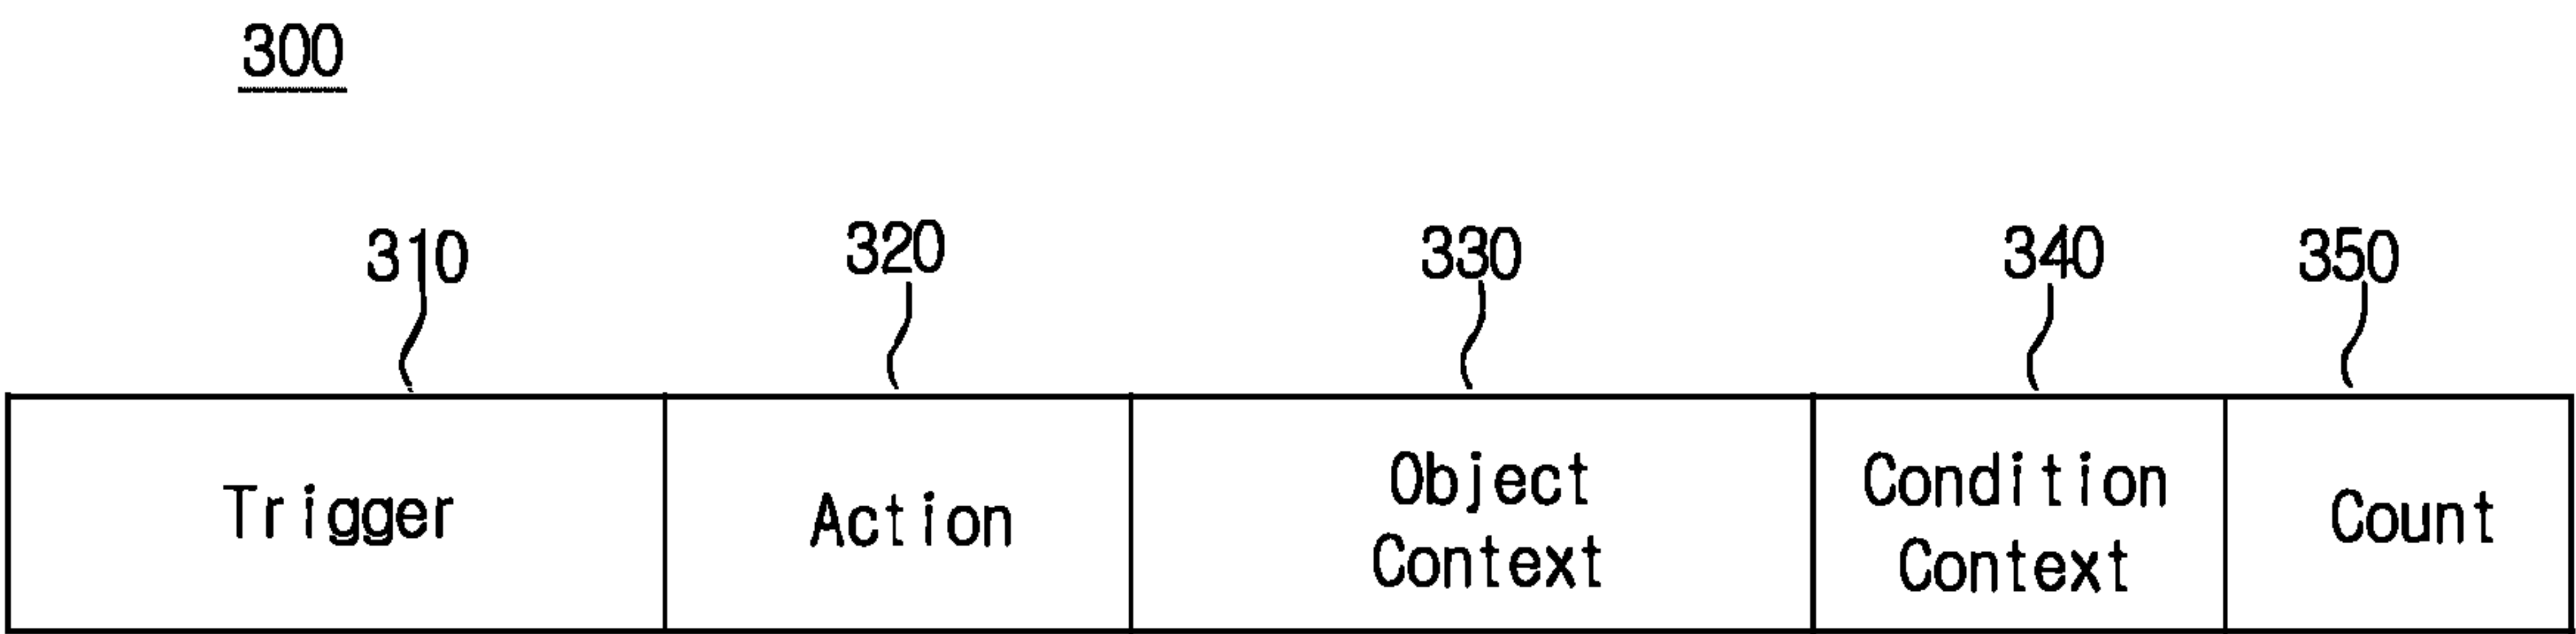 300
310 320 330 340 350
Trigger
Action
Object
Context
Condition
Context
Count